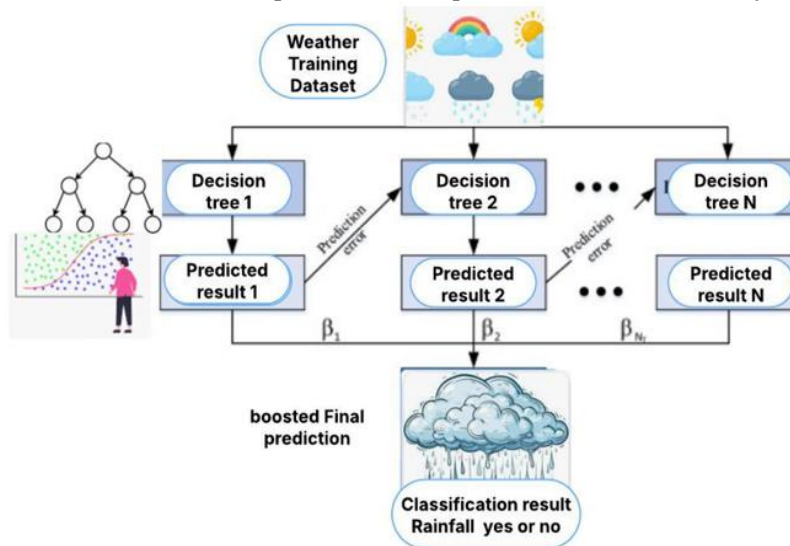 Weather
Training
Dataset
Decision
tree 1
Decision
tree 2
Decision
tree N
Prediction
error
Prediction
error
Predicted
result 1
Predicted
result 2
Predicted
result N
β₁
β₂
boosted Final
prediction
Classification result
Rainfall yes or no